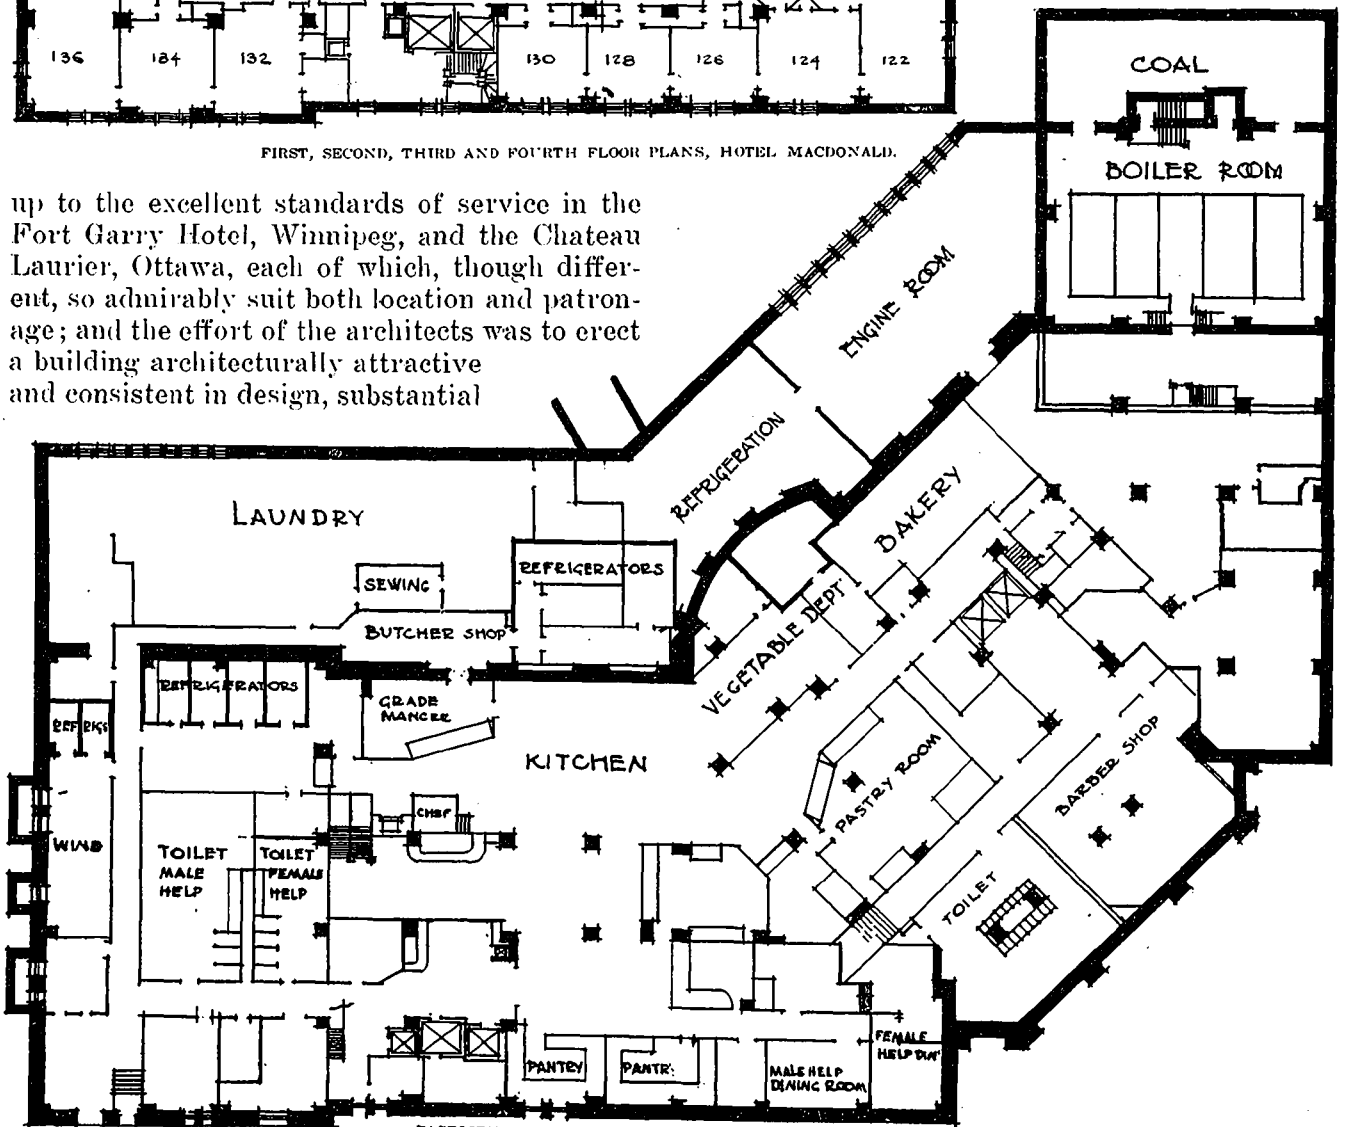 136 134 132 130 128 126 124 122
FIRST, SECOND, THIRD AND FOURTH FLOOR PLANS, HOTEL MACDONALD.
COAL
BOILER ROOM
up to the excellent standards of service in the
Fort Garry Hotel, Winnipeg, and the Chateau
Laurier, Ottawa, each of which, though differ-
ent, so admirably suit both location and patron-
age; and the effort of the architects was to erect
a building architecturally attractive
and consistent in design, substantial
ENGINE ROOM
REFRIGERATION
BAKERY
LAUNDRY
SEWING
REFRIGERATORS
BUTCHER SHOP
VEGETABLE DEPT.
REFRIGERATORS
GRADE
MANGER
REF RIGS
KITCHEN
PASTRY ROOM
BARBER SHOP
CHEF
WINE
TOILET
MALE
HELP
TOILET
FEMALE
HELP
TOILET
PANTRY
PANTR.
MALE HELP
DINING ROOM
FEMALE
HELP DIN'